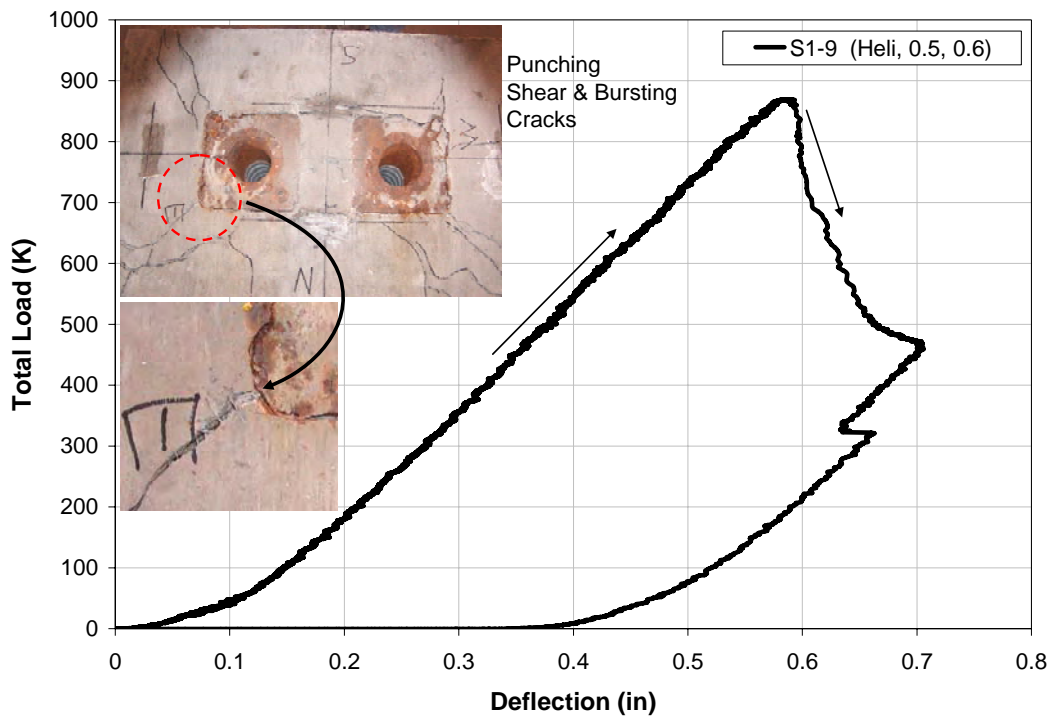 1000
900
800
700
600
500
400
300
200
100
0
Total Load (K)
0
0.1
0.2
0.3
0.4
0.5
0.6
0.7
0.8
Deflection (in)
S1-9 (Heli, 0.5, 0.6)
Punching
Shear & Bursting
Cracks
S
W
E
N
E